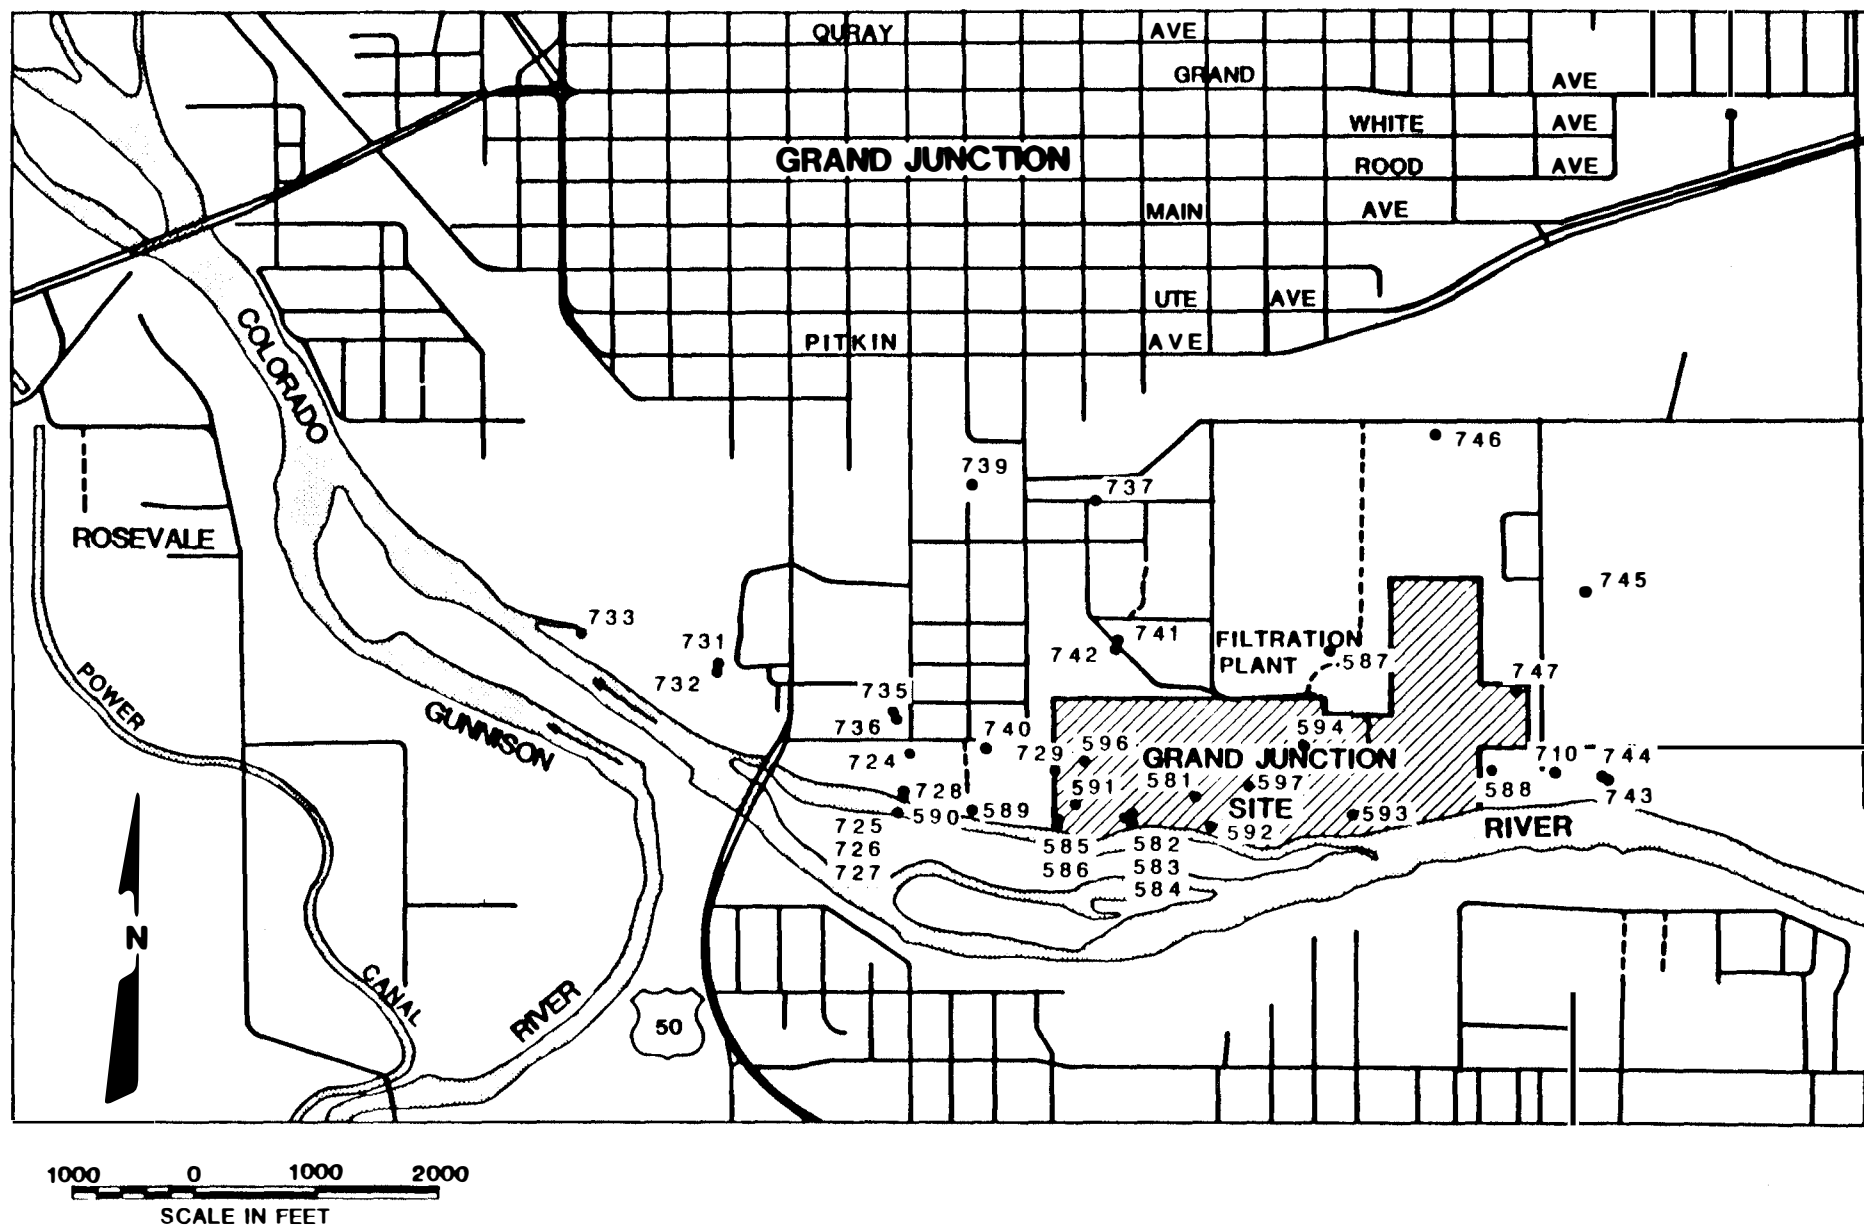 QURAY AVE
GRAND AVE
WHITE AVE
GRAND JUNCTION
ROOD AVE
MAIN AVE
UTE AVE
PITKIN AVE
COLORADO
746
739
737
ROSEVALE
745
733
731
741
FILTRATION
PLANT
742
587
732
747
POWER
735
GUNNISON
736
740
594
729
596
GRAND JUNCTION
SITE
724
710
744
581
597
588
728
591
743
590
589
593
725
592
RIVER
726
585
582
727
586
583
584
N
CANAL
RIVER
50
1000 0 1000 2000
SCALE IN FEET